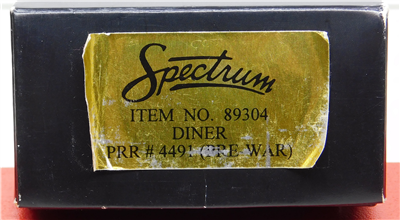 Spectrum
ITEM NO. 89304
DINER
PRR # 4491 (PRE-WAR)